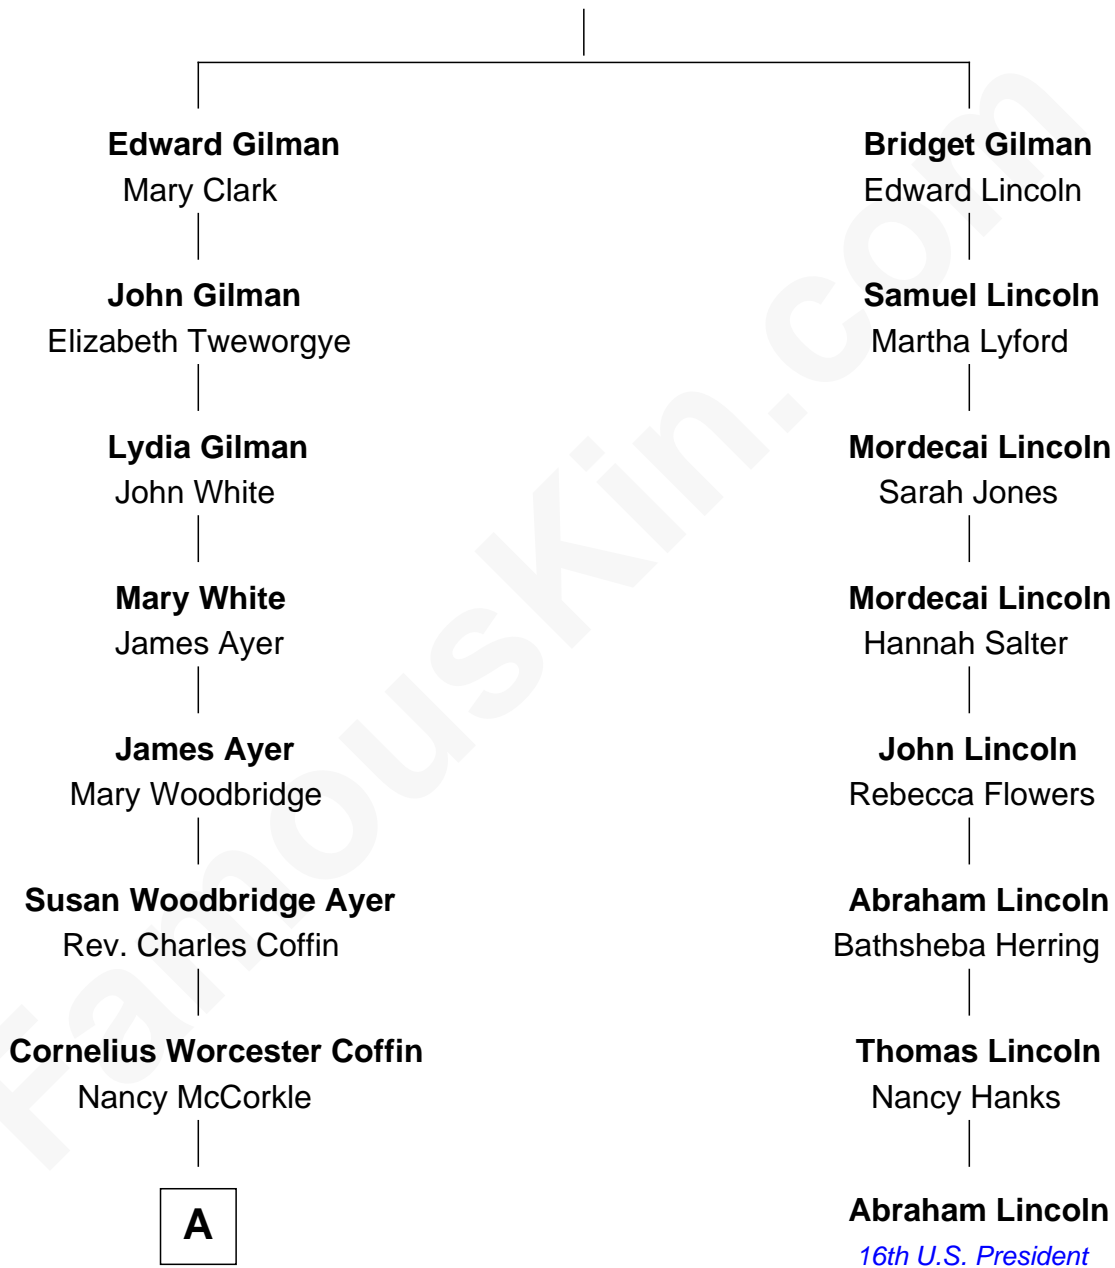 Edward Gilman
Mary Clark
John Gilman
Elizabeth Tweworgye
Lydia Gilman
John White
Mary White
James Ayer
James Ayer
Mary Woodbridge
Susan Woodbridge Ayer
Rev. Charles Coffin
Cornelius Worcester Coffin
Nancy McCorkle
A
Bridget Gilman
Edward Lincoln
Samuel Lincoln
Martha Lyford
Mordecai Lincoln
Sarah Jones
Mordecai Lincoln
Hannah Salter
John Lincoln
Rebecca Flowers
Abraham Lincoln
Bathsheba Herring
Thomas Lincoln
Nancy Hanks
Abraham Lincoln
16th U.S. President
FamousKin.com